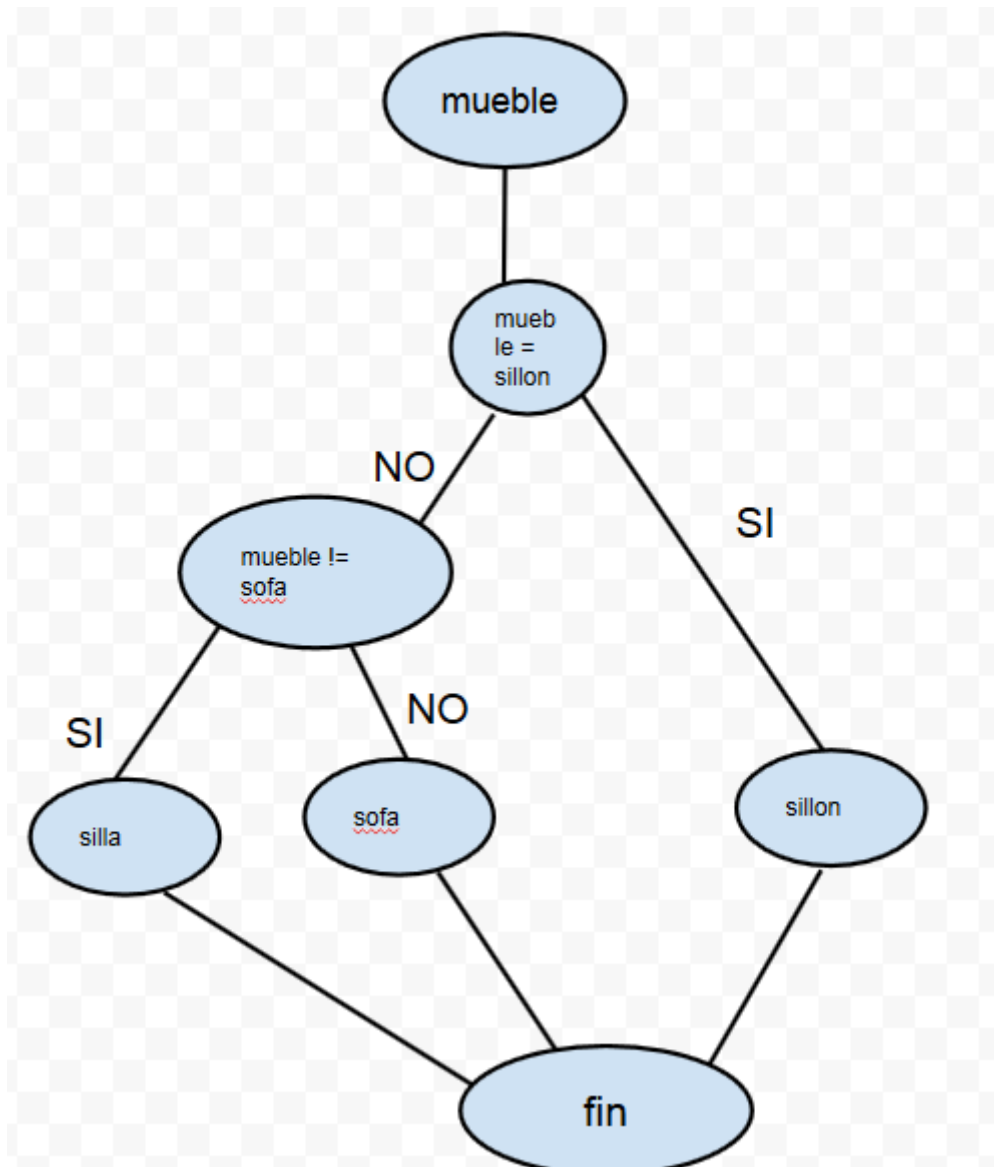 mueble
mueb
le =
sillon
NO
SI
mueble !=
sofa
SI
NO
silla
sofa
sillon
fin